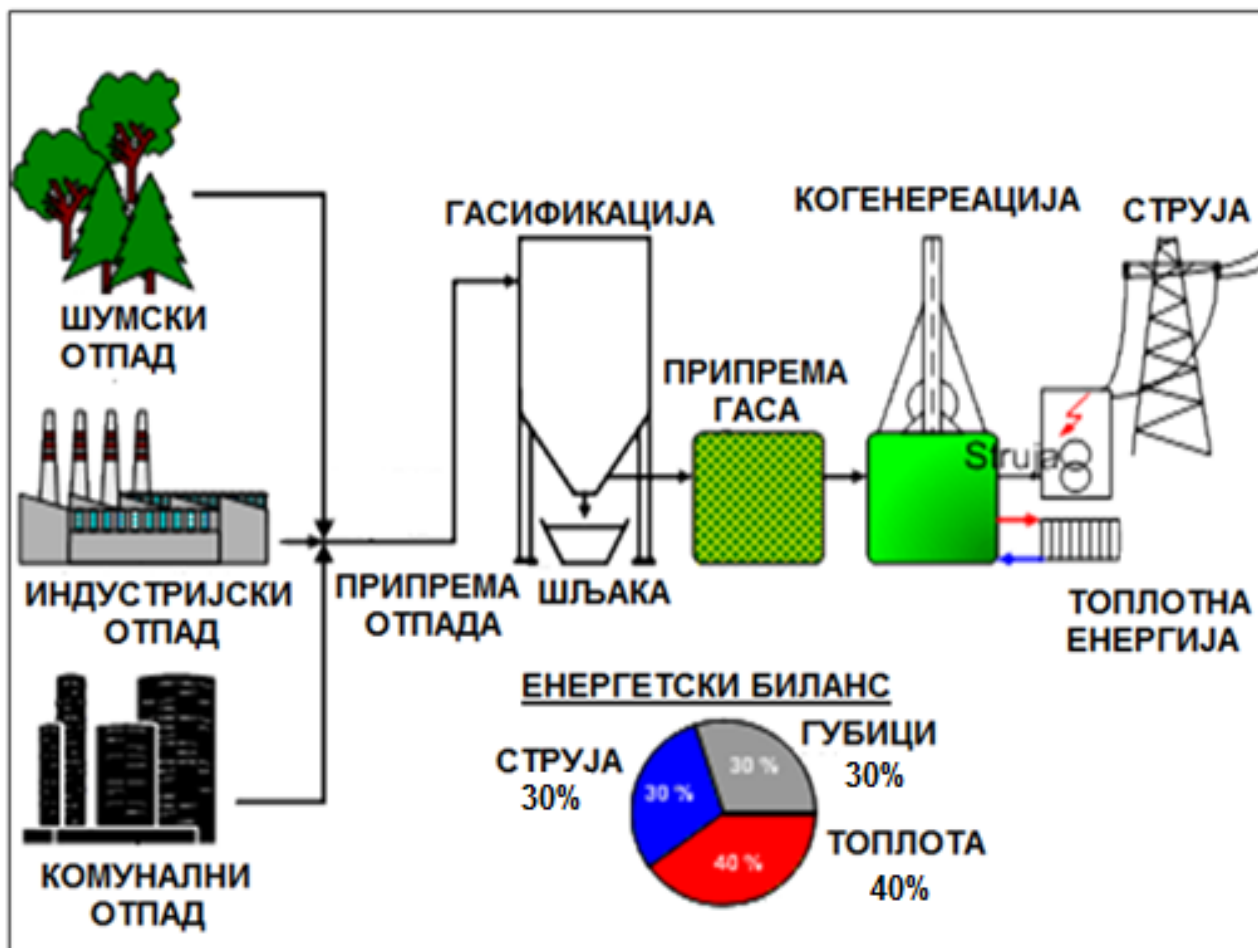 ШУМСКИ
ОТПАД
ИНДУСТРИЈСКИ
ОТПАД
КОМУНАЛНИ
ОТПАД
ПРИПРЕМА
ОТПАДА
ГАСИФИКАЦИЈА
ШЉАКА
ПРИПРЕМА
ГАСА
КОГЕНЕРЕАЦИЈА
Struja
СТРУЈА
ТОПЛОТНА
ЕНЕРГИЈА
ЕНЕРГЕТСКИ БИЛАНС
СТРУЈА
30%
30 %
30 %
40 %
ГУБИЦИ
30%
ТОПЛОТА
40%